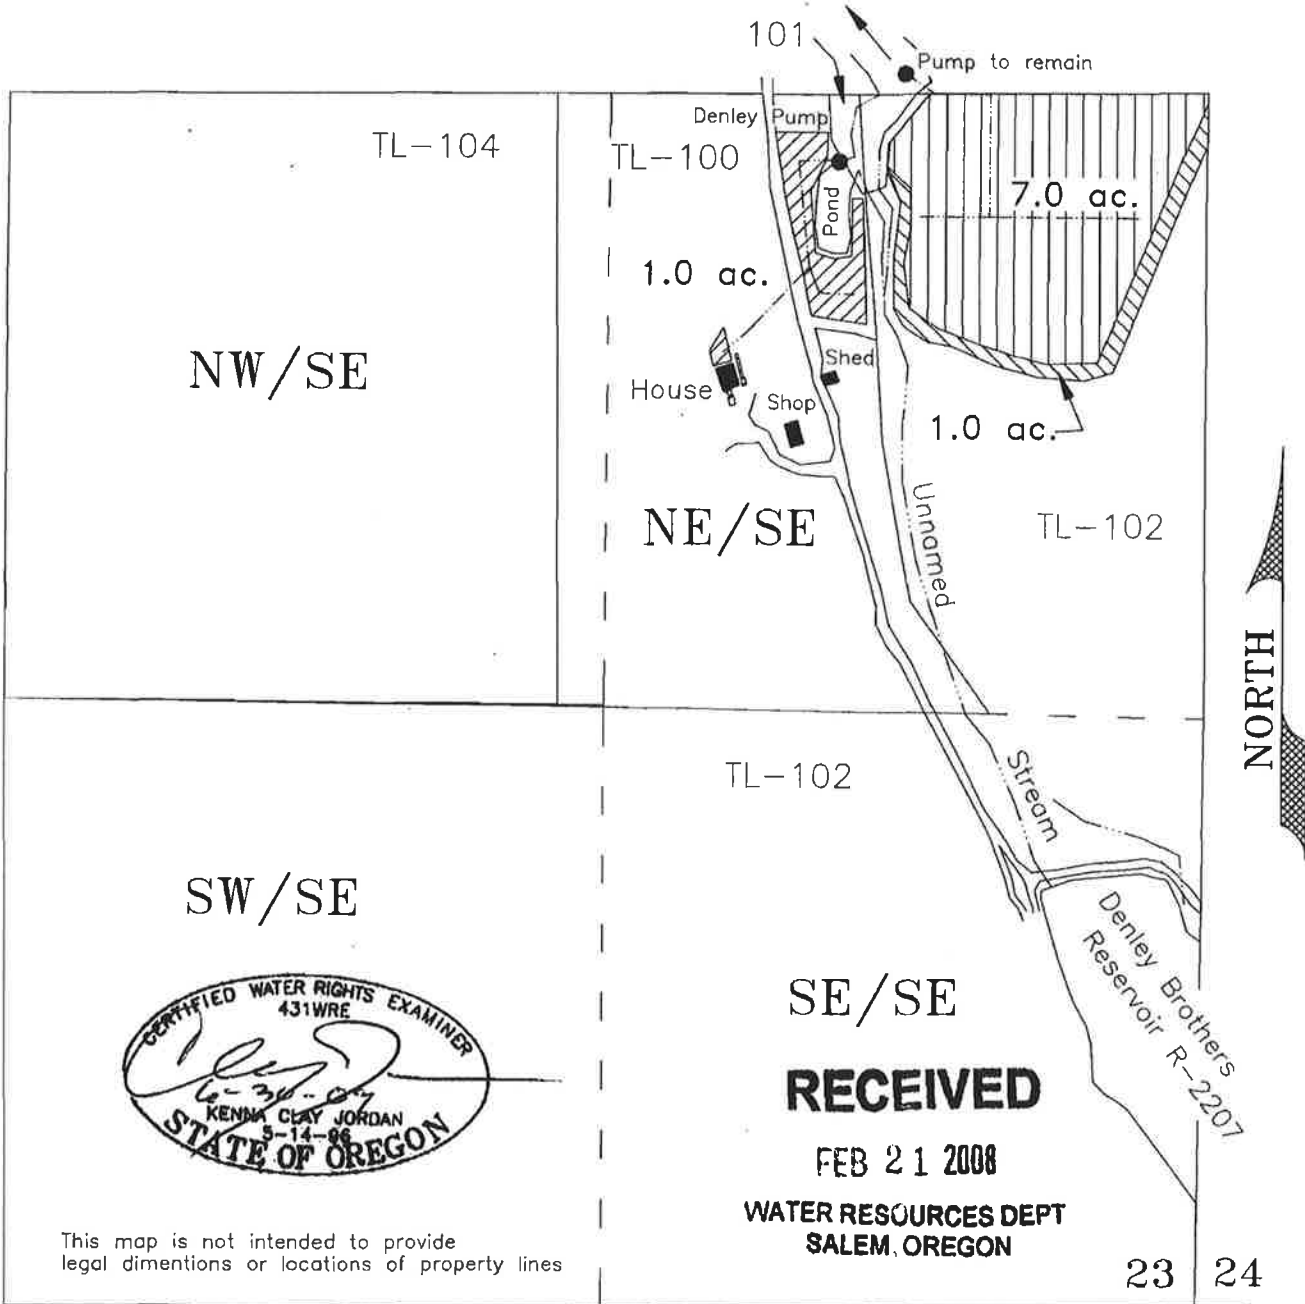 101
Pump to remain
Denley Pump
TL-104
TL-100
7.0 ac.
Pond
1.0 ac.
NW/SE
Shed
House
Shop
1.0 ac.
Unnamed
NE/SE
TL-102
NORTH
TL-102
Stream
SW/SE
Denley Brothers
Reservoir R-2207
SE/SE
CERTIFIED WATER RIGHTS EXAMINER
431WRE
KENNA CLAY JORDAN
5-14-96
STATE OF OREGON
RECEIVED
FEB 21 2008
WATER RESOURCES DEPT
SALEM, OREGON
This map is not intended to provide
legal dimentions or locations of property lines
23 24